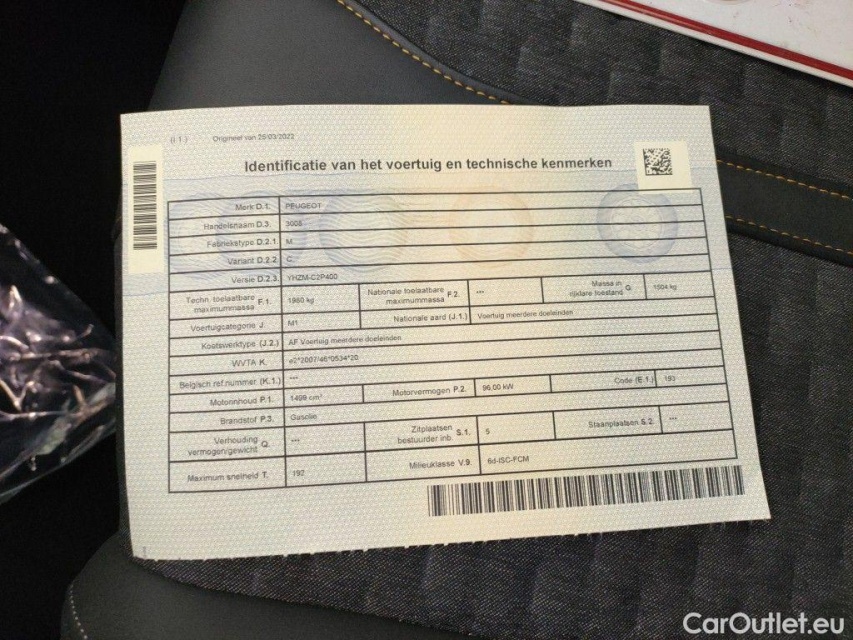 (I.1.) Origineel van 25/03/2022
Identificatie van het voertuig en technische kenmerken
Merk D.1. PEUGEOT
Handelsnaam D.3. 3008
Fabriekstype D.2.1. M
Variant D.2.2. C
Versie D.2.3. YHZM-C2P400
Techn. toelaatbare maximummassa F.1. 1980 kg Nationale toelaatbare maximummassa F.2. --- Massa in rijklare toestand G. 1504 kg
Voertuigcategorie J. M1 Nationale aard (J.1.) Voertuig meerdere doeleinden
Koetswerktype (J.2.) AF Voertuig meerdere doeleinden
WVTA K. e2*2007/46*0534*20
Belgisch ref.nummer (K.1.) ---
Motorinhoud P.1. 1499 cm³ Motorvermogen P.2. 96.00 kW Code (E.1.) 193
Brandstof P.3. Gasolie
Verhouding vermogen/gewicht Q. --- Zitplaatsen bestuurder inb. S.1. 5 Staanplaatsen S.2. ---
Maximum snelheid T. 192 Milieuklasse V.9. 6d-ISC-FCM
CarOutlet.eu